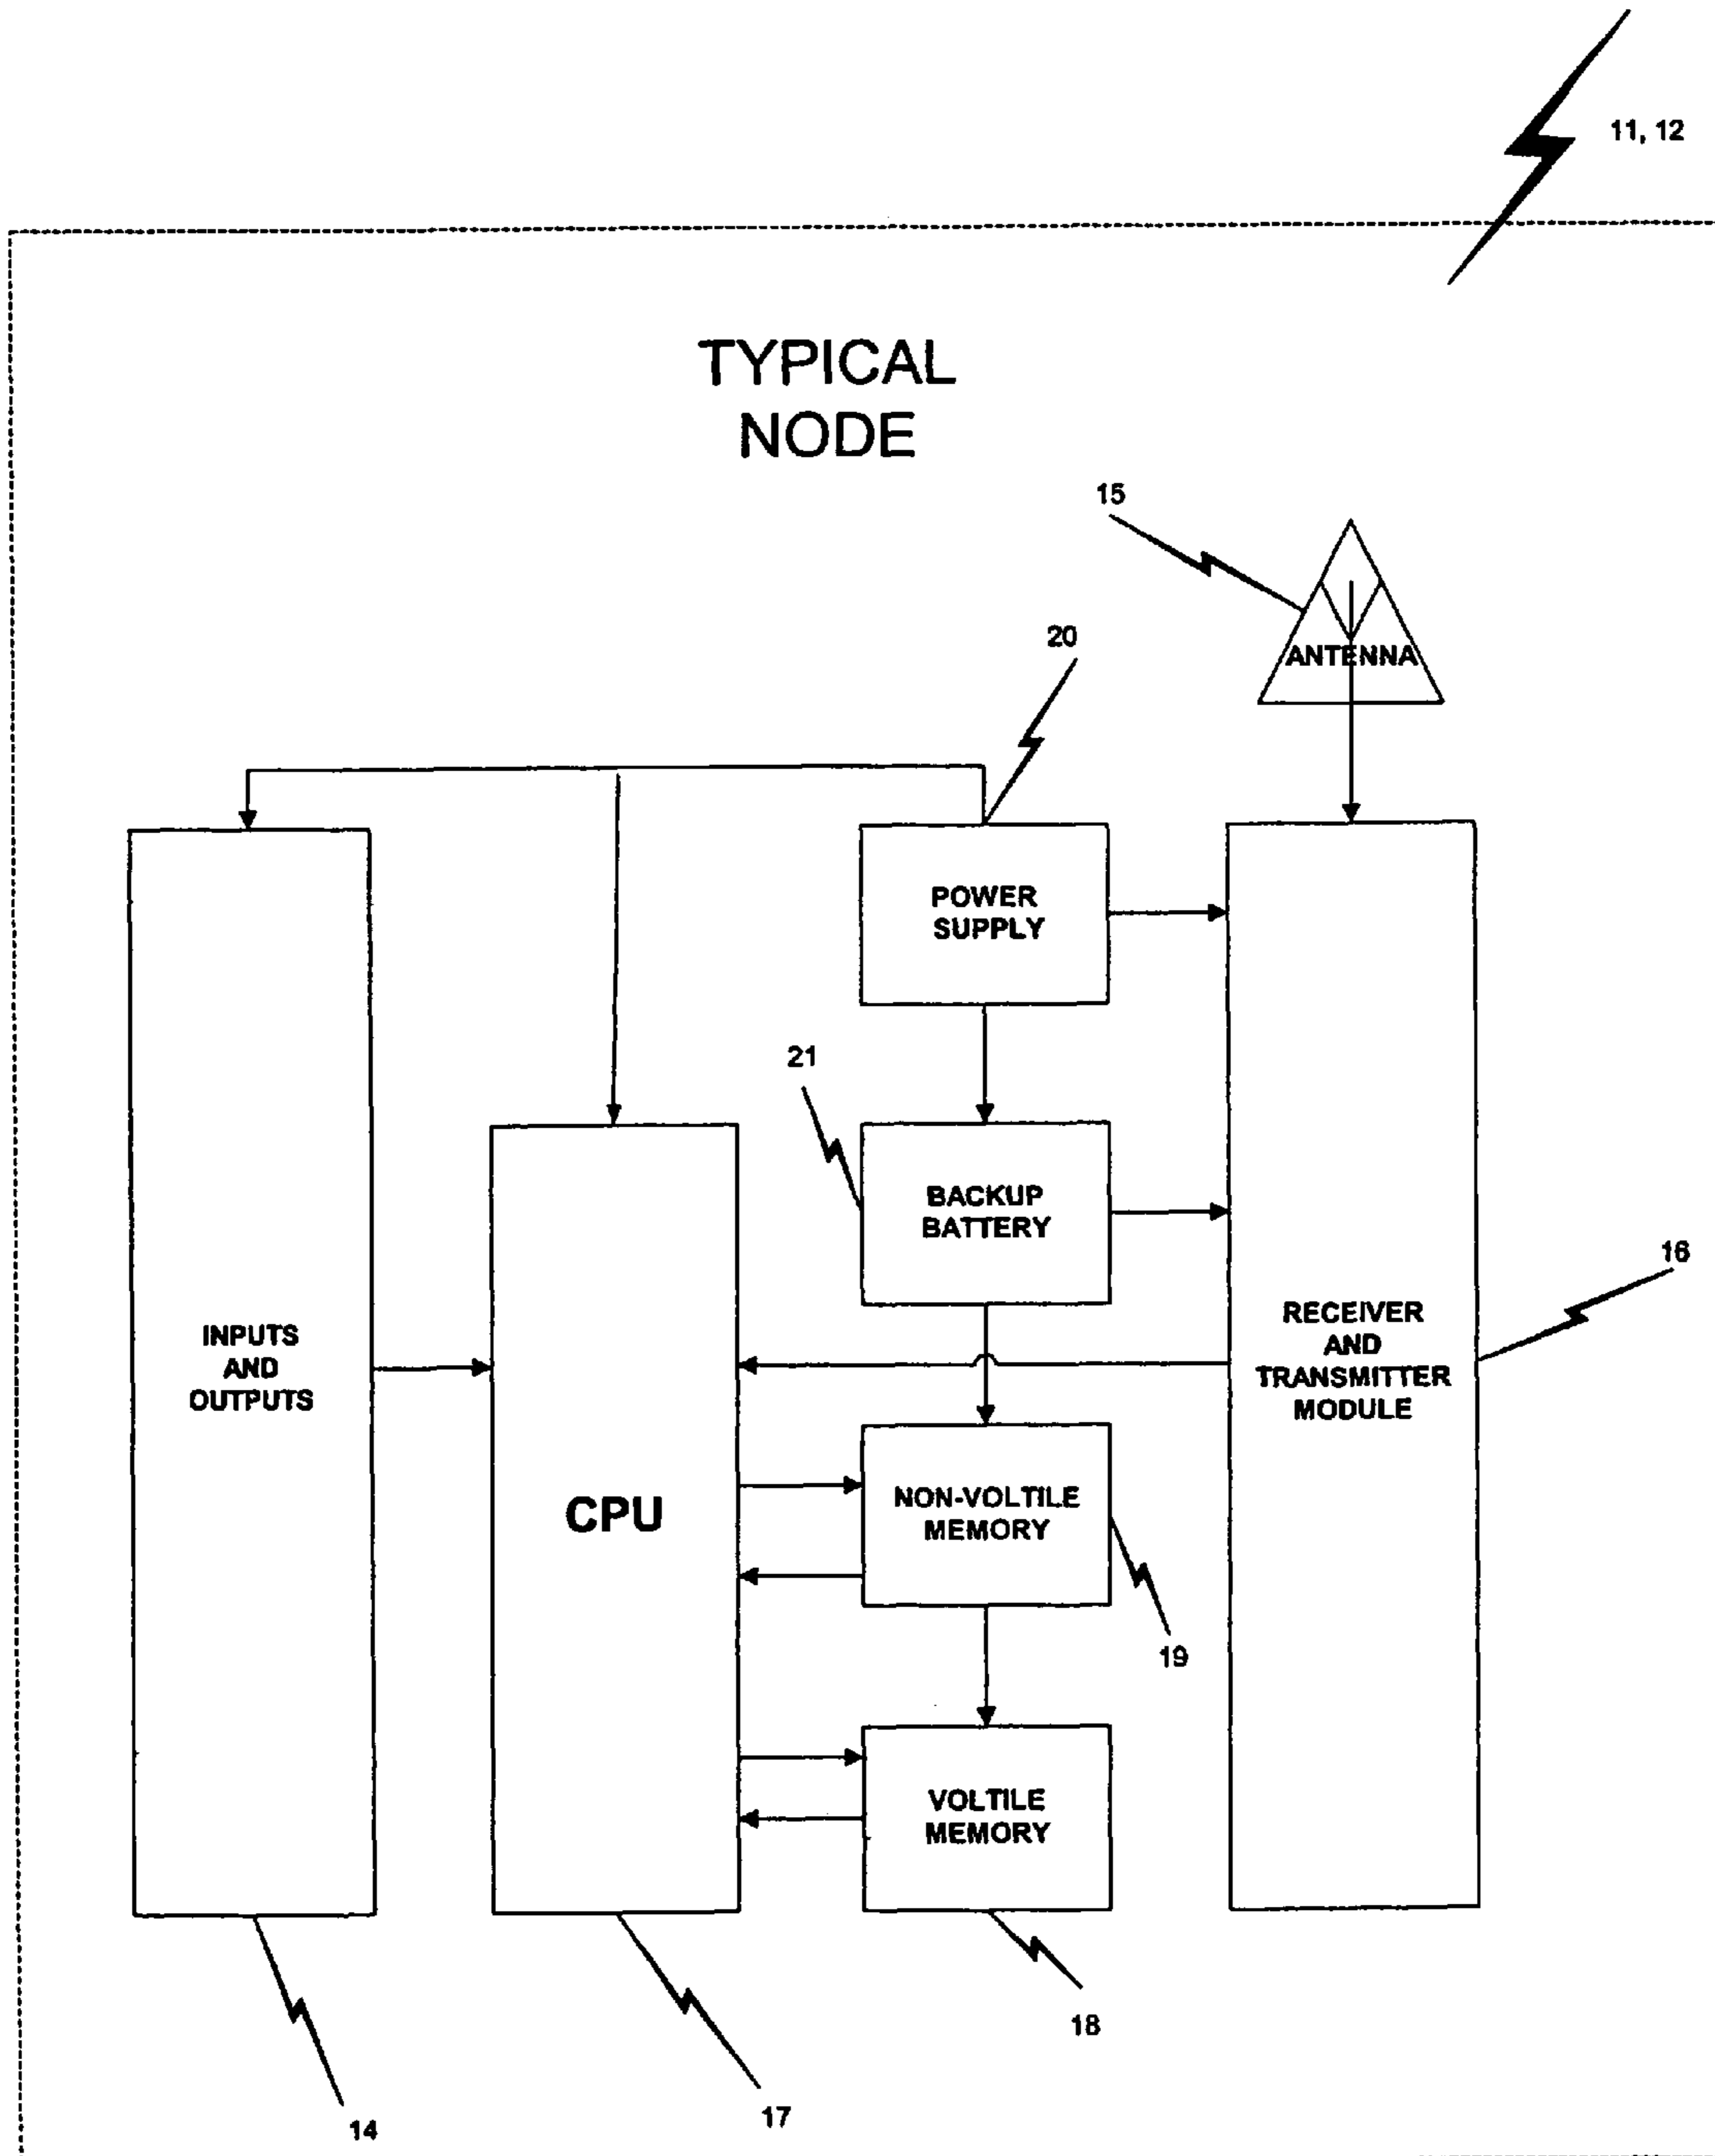 11, 12
TYPICAL
NODE
15
ANTENNA
20
POWER
SUPPLY
21
BACKUP
BATTERY
16
INPUTS
AND
OUTPUTS
RECEIVER
AND
TRANSMITTER
MODULE
CPU
NON-VOLTILE
MEMORY
19
VOLTILE
MEMORY
18
17
14